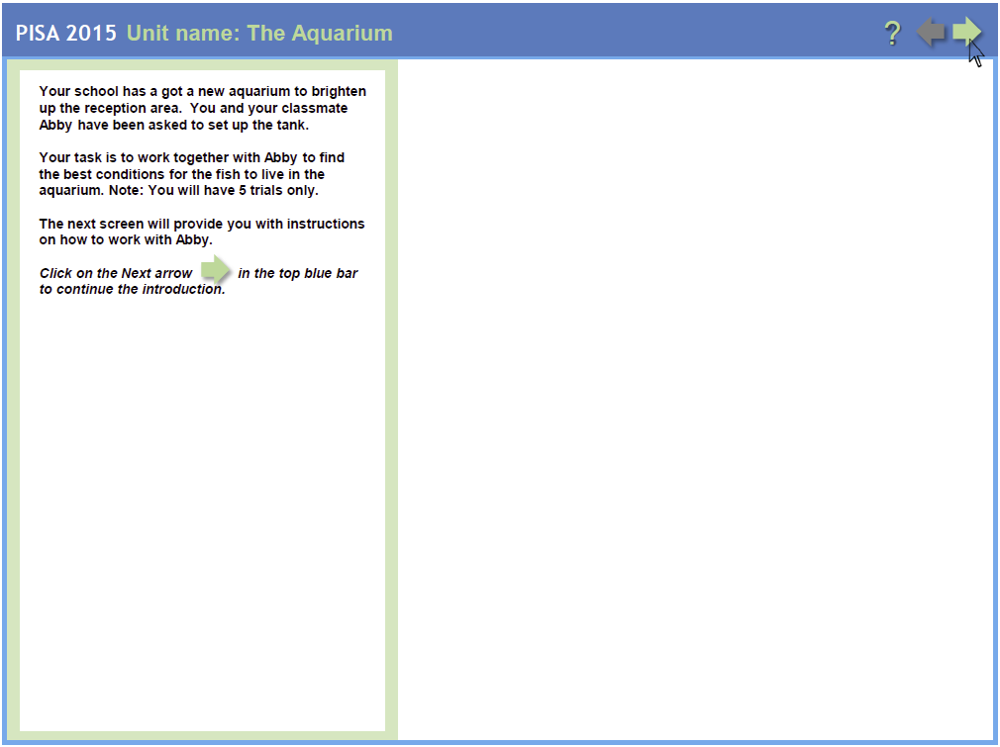 PISA 2015 Unit name: The Aquarium ?
Your school has a got a new aquarium to brighten
up the reception area. You and your classmate
Abby have been asked to set up the tank.
Your task is to work together with Abby to find
the best conditions for the fish to live in the
aquarium. Note: You will have 5 trials only.
The next screen will provide you with instructions
on how to work with Abby.
Click on the Next arrow in the top blue bar
to continue the introduction.